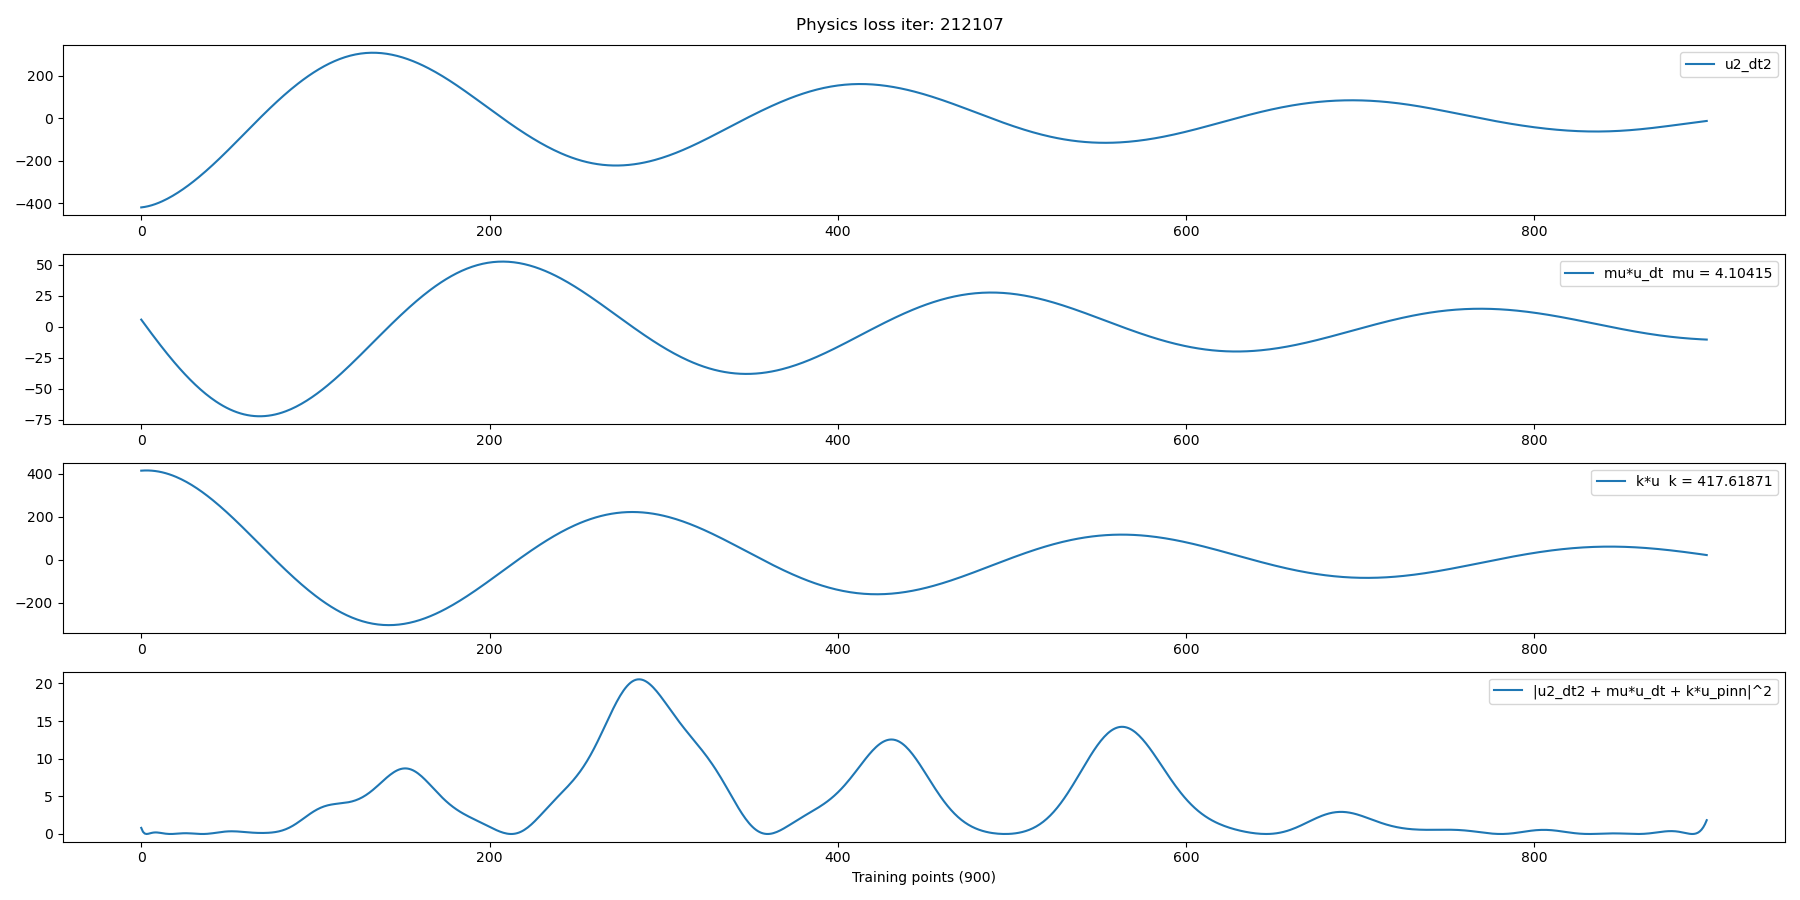 Physics loss iter: 212107
u2_dt2
200
0
−200
−400
0 200 400 600 800
mu*u_dt  mu = 4.10415
50
25
0
−25
−50
−75
0 200 400 600 800
k*u  k = 417.61871
400
200
0
−200
0 200 400 600 800
|u2_dt2 + mu*u_dt + k*u_pinn|^2
20
15
10
5
0
0 200 400 600 800
Training points (900)